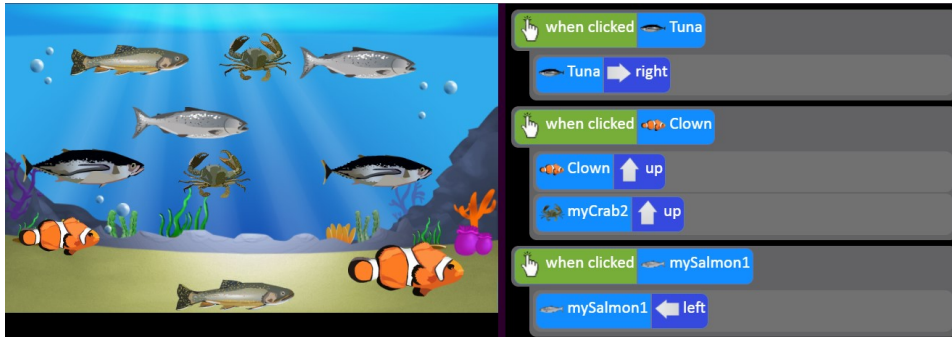 when clicked Tuna
Tuna right
when clicked Clown
Clown up
myCrab2 up
when clicked mySalmon1
mySalmon1 left